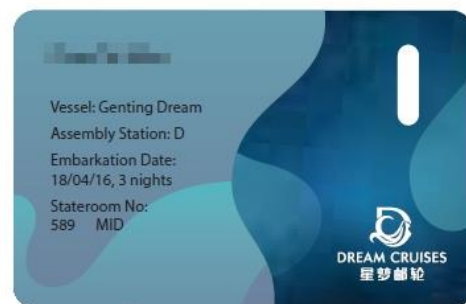 Vessel: Genting Dream
Assembly Station: D
Embarkation Date:
18/04/16, 3 nights
Stateroom No:
589 MID
DREAM CRUISES
星梦邮轮